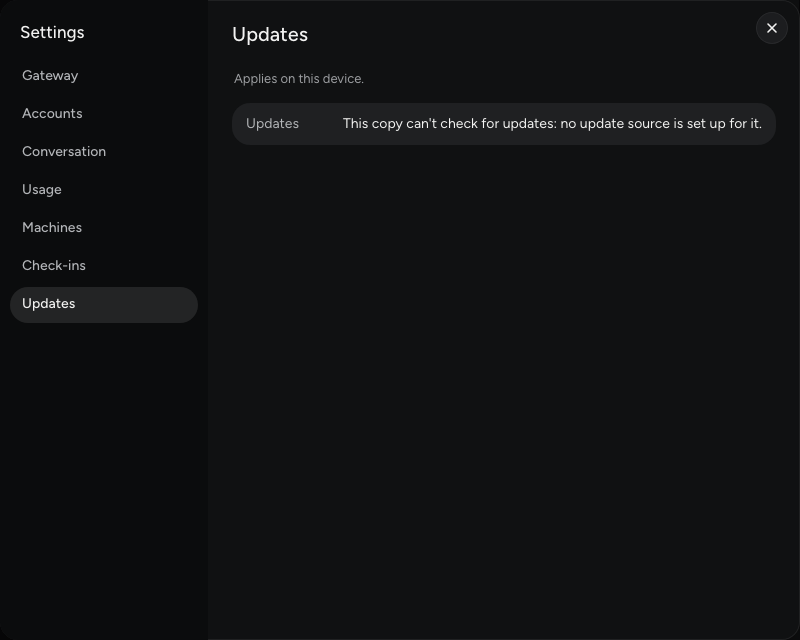 Settings
Gateway
Accounts
Conversation
Usage
Machines
Check-ins
Updates
Updates
Applies on this device.
Updates This copy can't check for updates: no update source is set up for it.